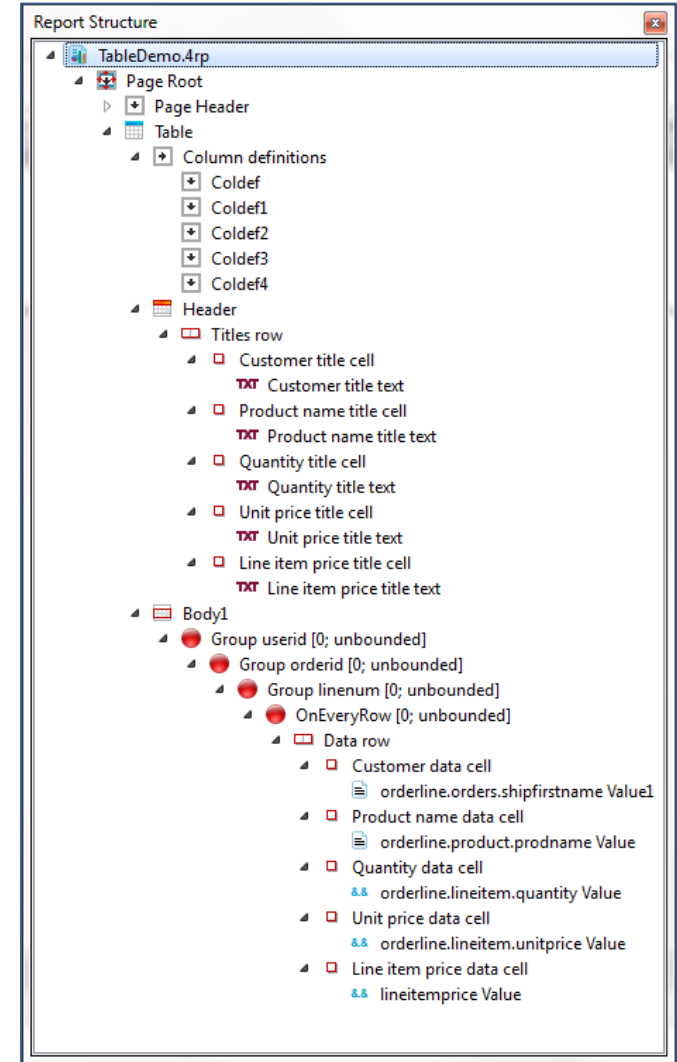 Report Structure
TableDemo.4rp
Page Root
Page Header
Table
Column definitions
Coldef
Coldef1
Coldef2
Coldef3
Coldef4
Header
Titles row
Customer title cell
TXT Customer title text
Product name title cell
TXT Product name title text
Quantity title cell
TXT Quantity title text
Unit price title cell
TXT Unit price title text
Line item price title cell
TXT Line item price title text
Body1
Group userid [0; unbounded]
Group orderid [0; unbounded]
Group linenum [0; unbounded]
OnEveryRow [0; unbounded]
Data row
Customer data cell
orderline.orders.shipfirstname Value1
Product name data cell
orderline.product.prodname Value
Quantity data cell
&.& orderline.lineitem.quantity Value
Unit price data cell
&.& orderline.lineitem.unitprice Value
Line item price data cell
&.& lineitemprice Value